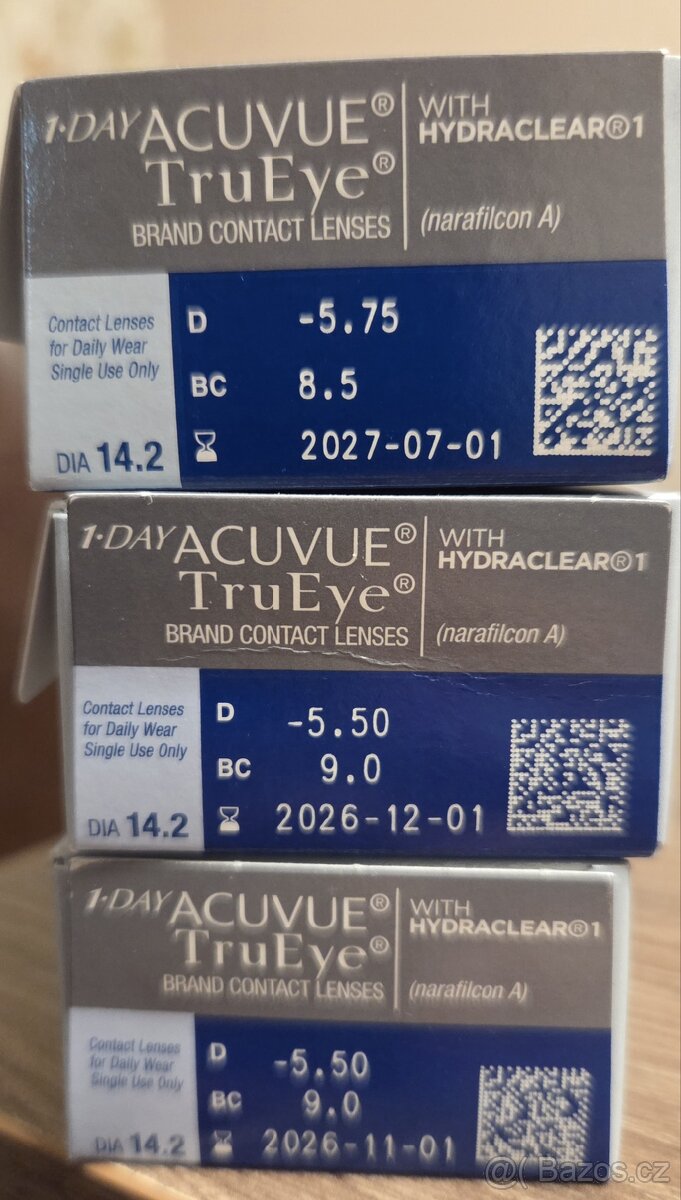 1·DAY ACUVUE® WITH
TruEye® HYDRACLEAR®1
BRAND CONTACT LENSES (narafilcon A)
Contact Lenses
for Daily Wear
Single Use Only
DIA 14.2
D -5.75
BC 8.5
2027-07-01
1·DAY ACUVUE® WITH
TruEye® HYDRACLEAR®1
BRAND CONTACT LENSES (narafilcon A)
Contact Lenses
for Daily Wear
Single Use Only
DIA 14.2
D -5.50
BC 9.0
2026-12-01
1·DAY ACUVUE® WITH
TruEye® HYDRACLEAR®1
BRAND CONTACT LENSES (narafilcon A)
Contact Lenses
for Daily Wear
Single Use Only
DIA 14.2
D -5.50
BC 9.0
2026-11-01
Bazos.cz